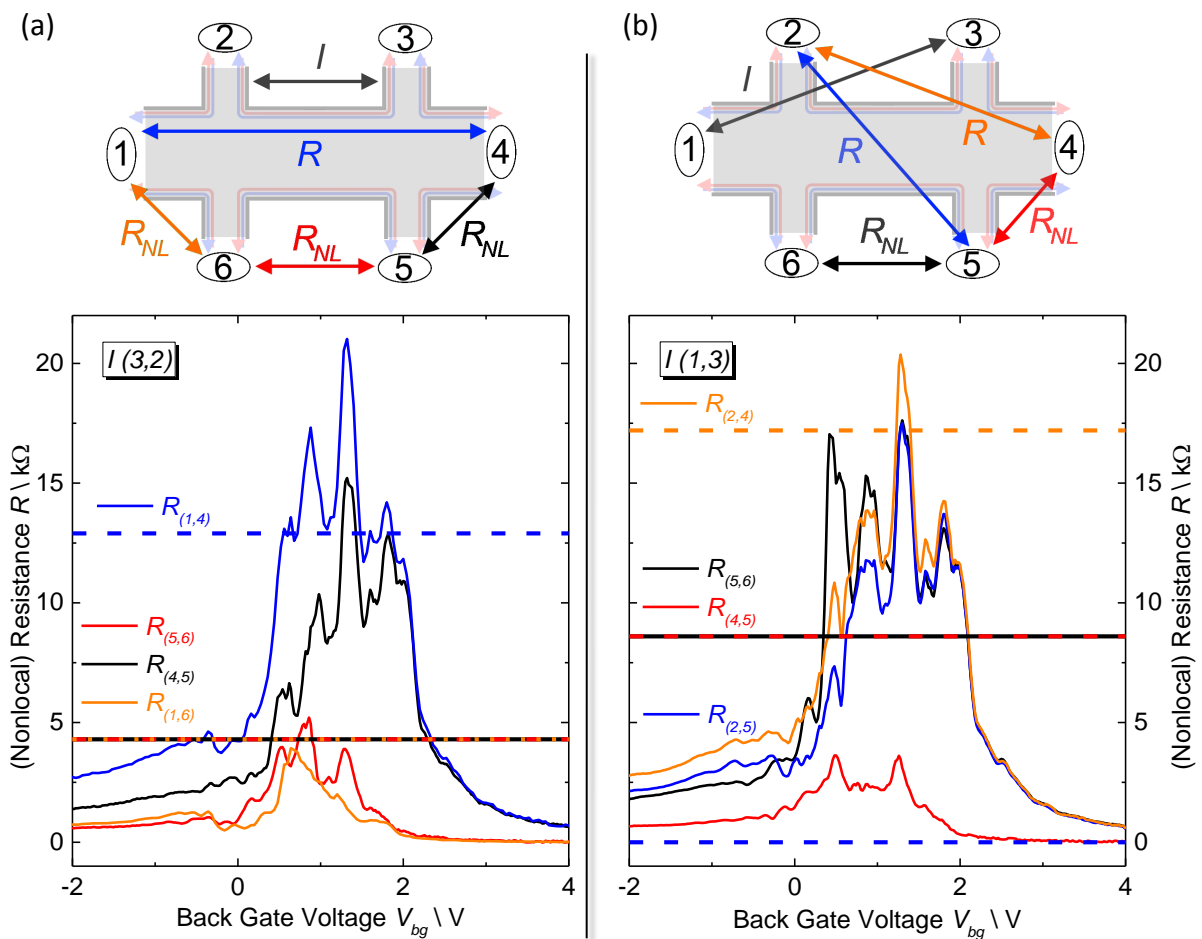 (a)
2
3
I
1
R
4
R_NL
R_NL
R_NL
6
5
(b)
2
3
I
1
R
R
4
R_NL
R_NL
6
5
(Nonlocal) Resistance R \ kΩ
20
15
10
5
0
I (3,2)
R_(1,4)
R_(5,6)
R_(4,5)
R_(1,6)
-2
0
2
4
Back Gate Voltage V_bg \ V
I (1,3)
R_(2,4)
R_(5,6)
R_(4,5)
R_(2,5)
-2
0
2
4
Back Gate Voltage V_bg \ V
20
15
10
5
0
(Nonlocal) Resistance R \ kΩ